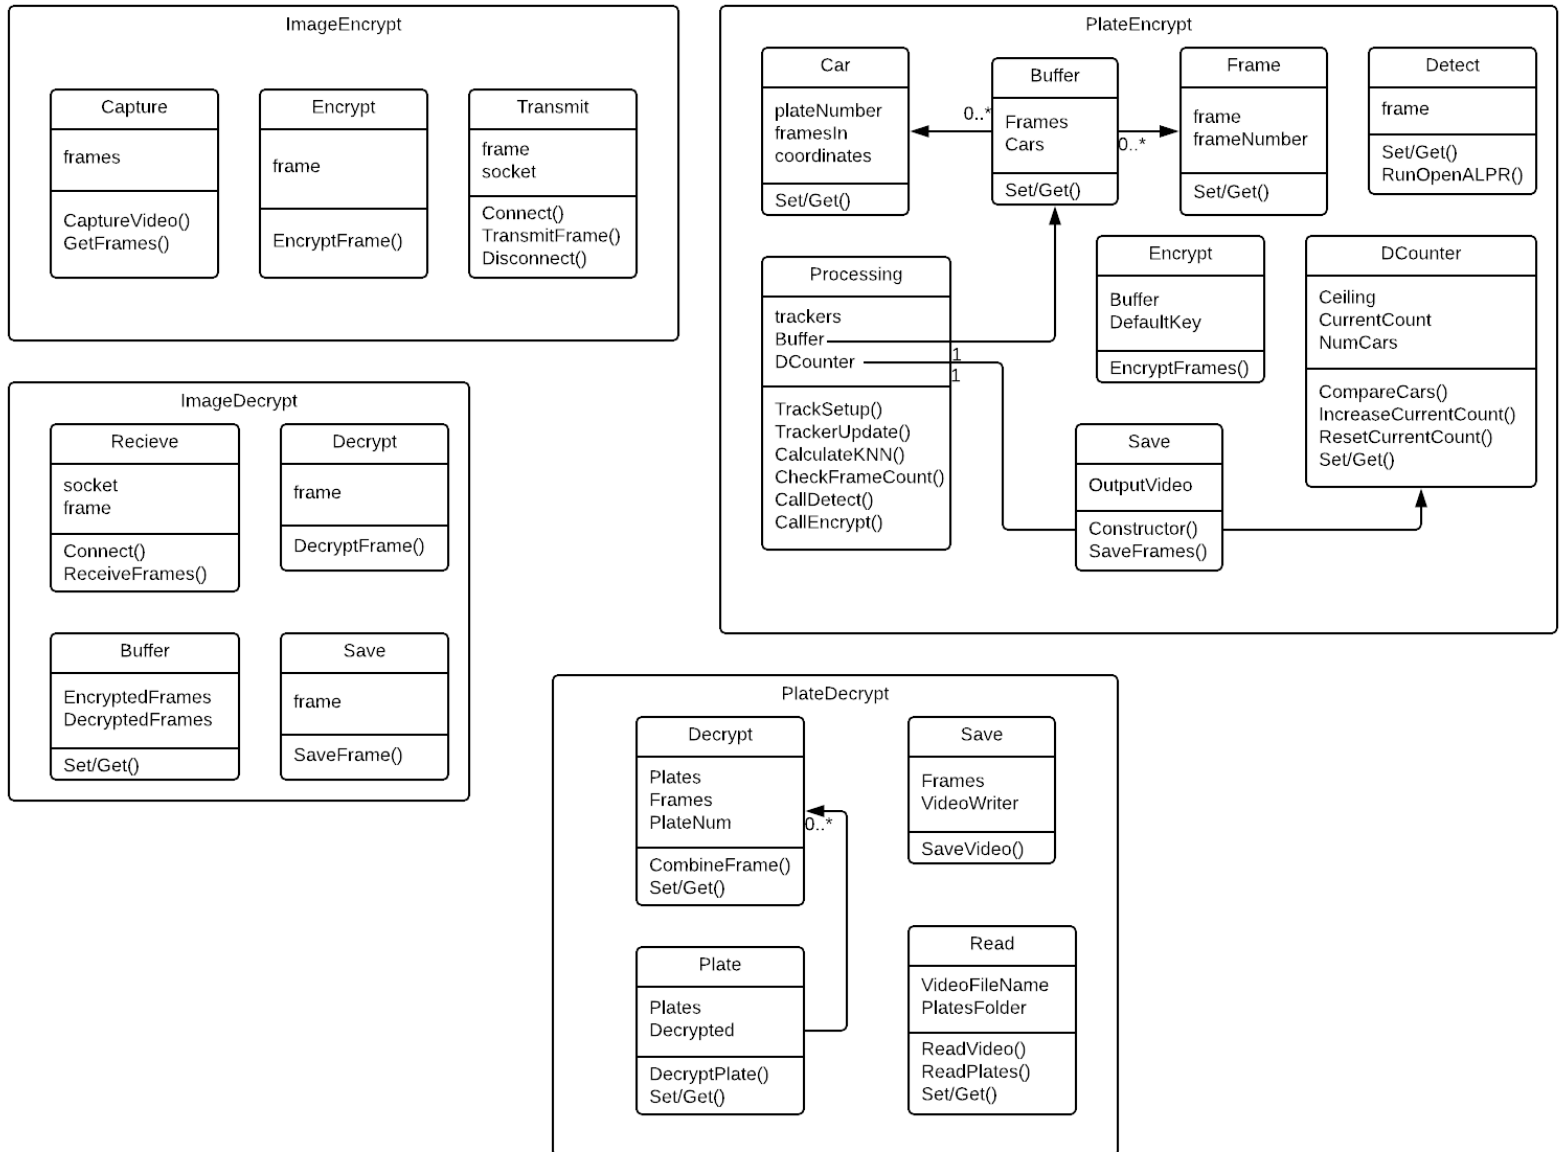 ImageEncrypt
Capture
frames
CaptureVideo()
GetFrames()
Encrypt
frame
EncryptFrame()
Transmit
frame
socket
Connect()
TransmitFrame()
Disconnect()
PlateEncrypt
Car
plateNumber
framesIn
coordinates
Set/Get()
0..*
Buffer
Frames
Cars
Set/Get()
0..*
Frame
frame
frameNumber
Set/Get()
Detect
frame
Set/Get()
RunOpenALPR()
Processing
trackers
Buffer
DCounter
1
1
TrackSetup()
TrackerUpdate()
CalculateKNN()
CheckFrameCount()
CallDetect()
CallEncrypt()
Encrypt
Buffer
DefaultKey
EncryptFrames()
DCounter
Ceiling
CurrentCount
NumCars
CompareCars()
IncreaseCurrentCount()
ResetCurrentCount()
Set/Get()
Save
OutputVideo
Constructor()
SaveFrames()
ImageDecrypt
Recieve
socket
frame
Connect()
ReceiveFrames()
Decrypt
frame
DecryptFrame()
Buffer
EncryptedFrames
DecryptedFrames
Set/Get()
Save
frame
SaveFrame()
PlateDecrypt
Decrypt
Plates
Frames
PlateNum
0..*
CombineFrame()
Set/Get()
Save
Frames
VideoWriter
SaveVideo()
Plate
Plates
Decrypted
DecryptPlate()
Set/Get()
Read
VideoFileName
PlatesFolder
ReadVideo()
ReadPlates()
Set/Get()